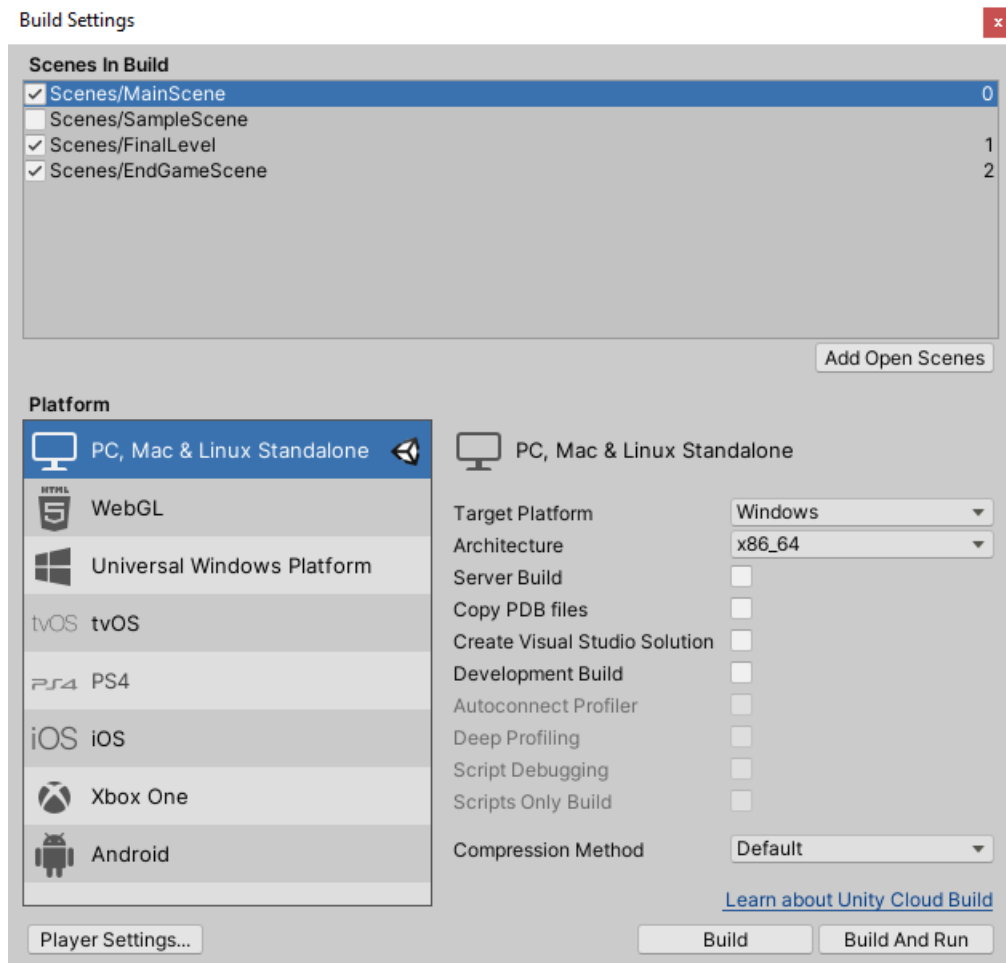 Build Settings
x
Scenes In Build
Scenes/MainScene 0
Scenes/SampleScene
Scenes/FinalLevel 1
Scenes/EndGameScene 2
Add Open Scenes
Platform
PC, Mac & Linux Standalone
HTML 5 WebGL
Universal Windows Platform
tvOS tvOS
PS4 PS4
iOS iOS
Xbox One
Android
PC, Mac & Linux Standalone
Target Platform Windows
Architecture x86_64
Server Build
Copy PDB files
Create Visual Studio Solution
Development Build
Autoconnect Profiler
Deep Profiling
Script Debugging
Scripts Only Build
Compression Method Default
Learn about Unity Cloud Build
Player Settings... Build Build And Run